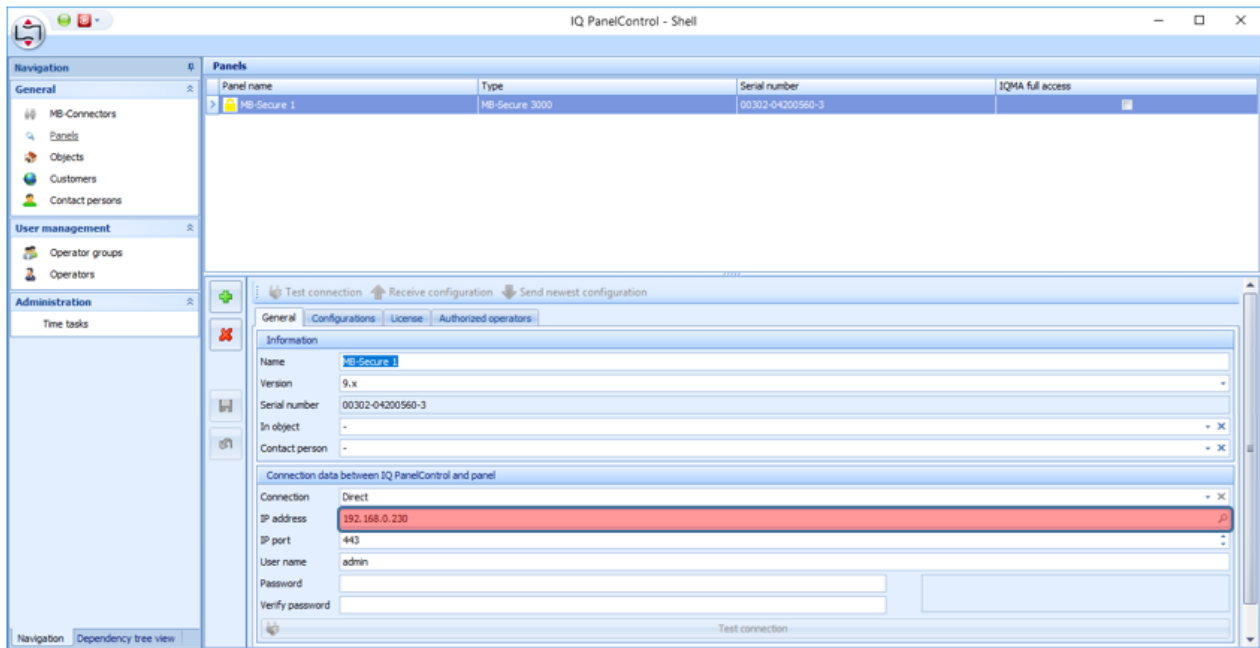 IQ PanelControl - Shell
Navigation
General
MB-Connectors
Panels
Objects
Customers
Contact persons
User management
Operator groups
Operators
Administration
Time tasks
Navigation Dependency tree view
Panels
Panel name Type Serial number IQMA full access
MB-Secure 1 MB-Secure 3000 00302-04200560-3
Test connection Receive configuration Send newest configuration
General Configurations License Authorized operators
Information
Name MB-Secure 1
Version 9.x
Serial number 00302-04200560-3
In object -
Contact person -
Connection data between IQ PanelControl and panel
Connection Direct
IP address 192.168.0.230
IP port 443
User name admin
Password
Verify password
Test connection